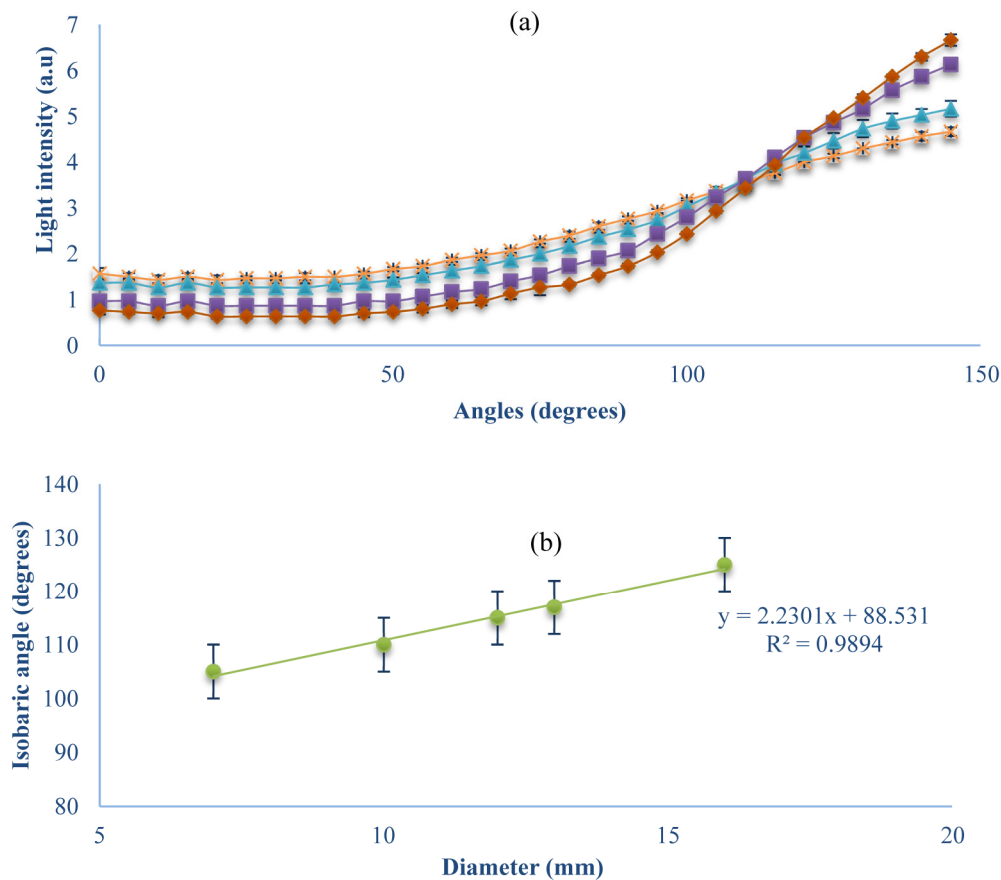 (a)
Light intensity (a.u)
7
6
5
4
3
2
1
0
0 50 100 150
Angles (degrees)
(b)
Isobaric angle (degrees)
140
130
120
110
100
90
80
y = 2.2301x + 88.531
R² = 0.9894
5 10 15 20
Diameter (mm)